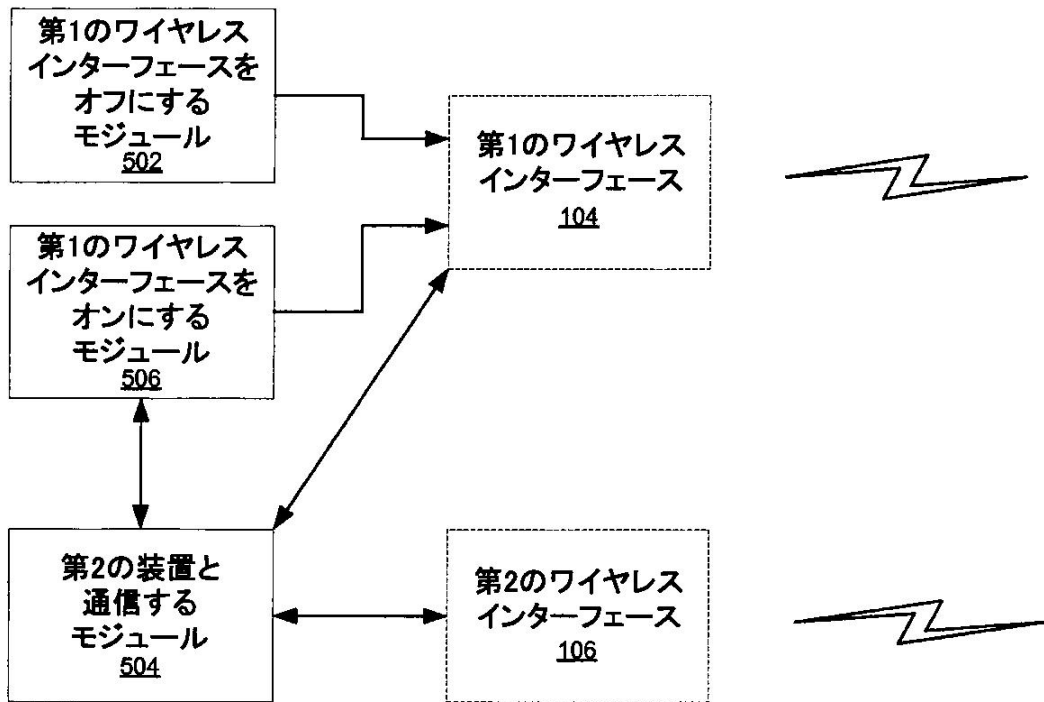 第1のワイヤレス
インターフェースを
オフにする
モジュール
502
第1のワイヤレス
インターフェース
104
第1のワイヤレス
インターフェースを
オンにする
モジュール
506
第2の装置と
通信する
モジュール
504
第2のワイヤレス
インターフェース
106